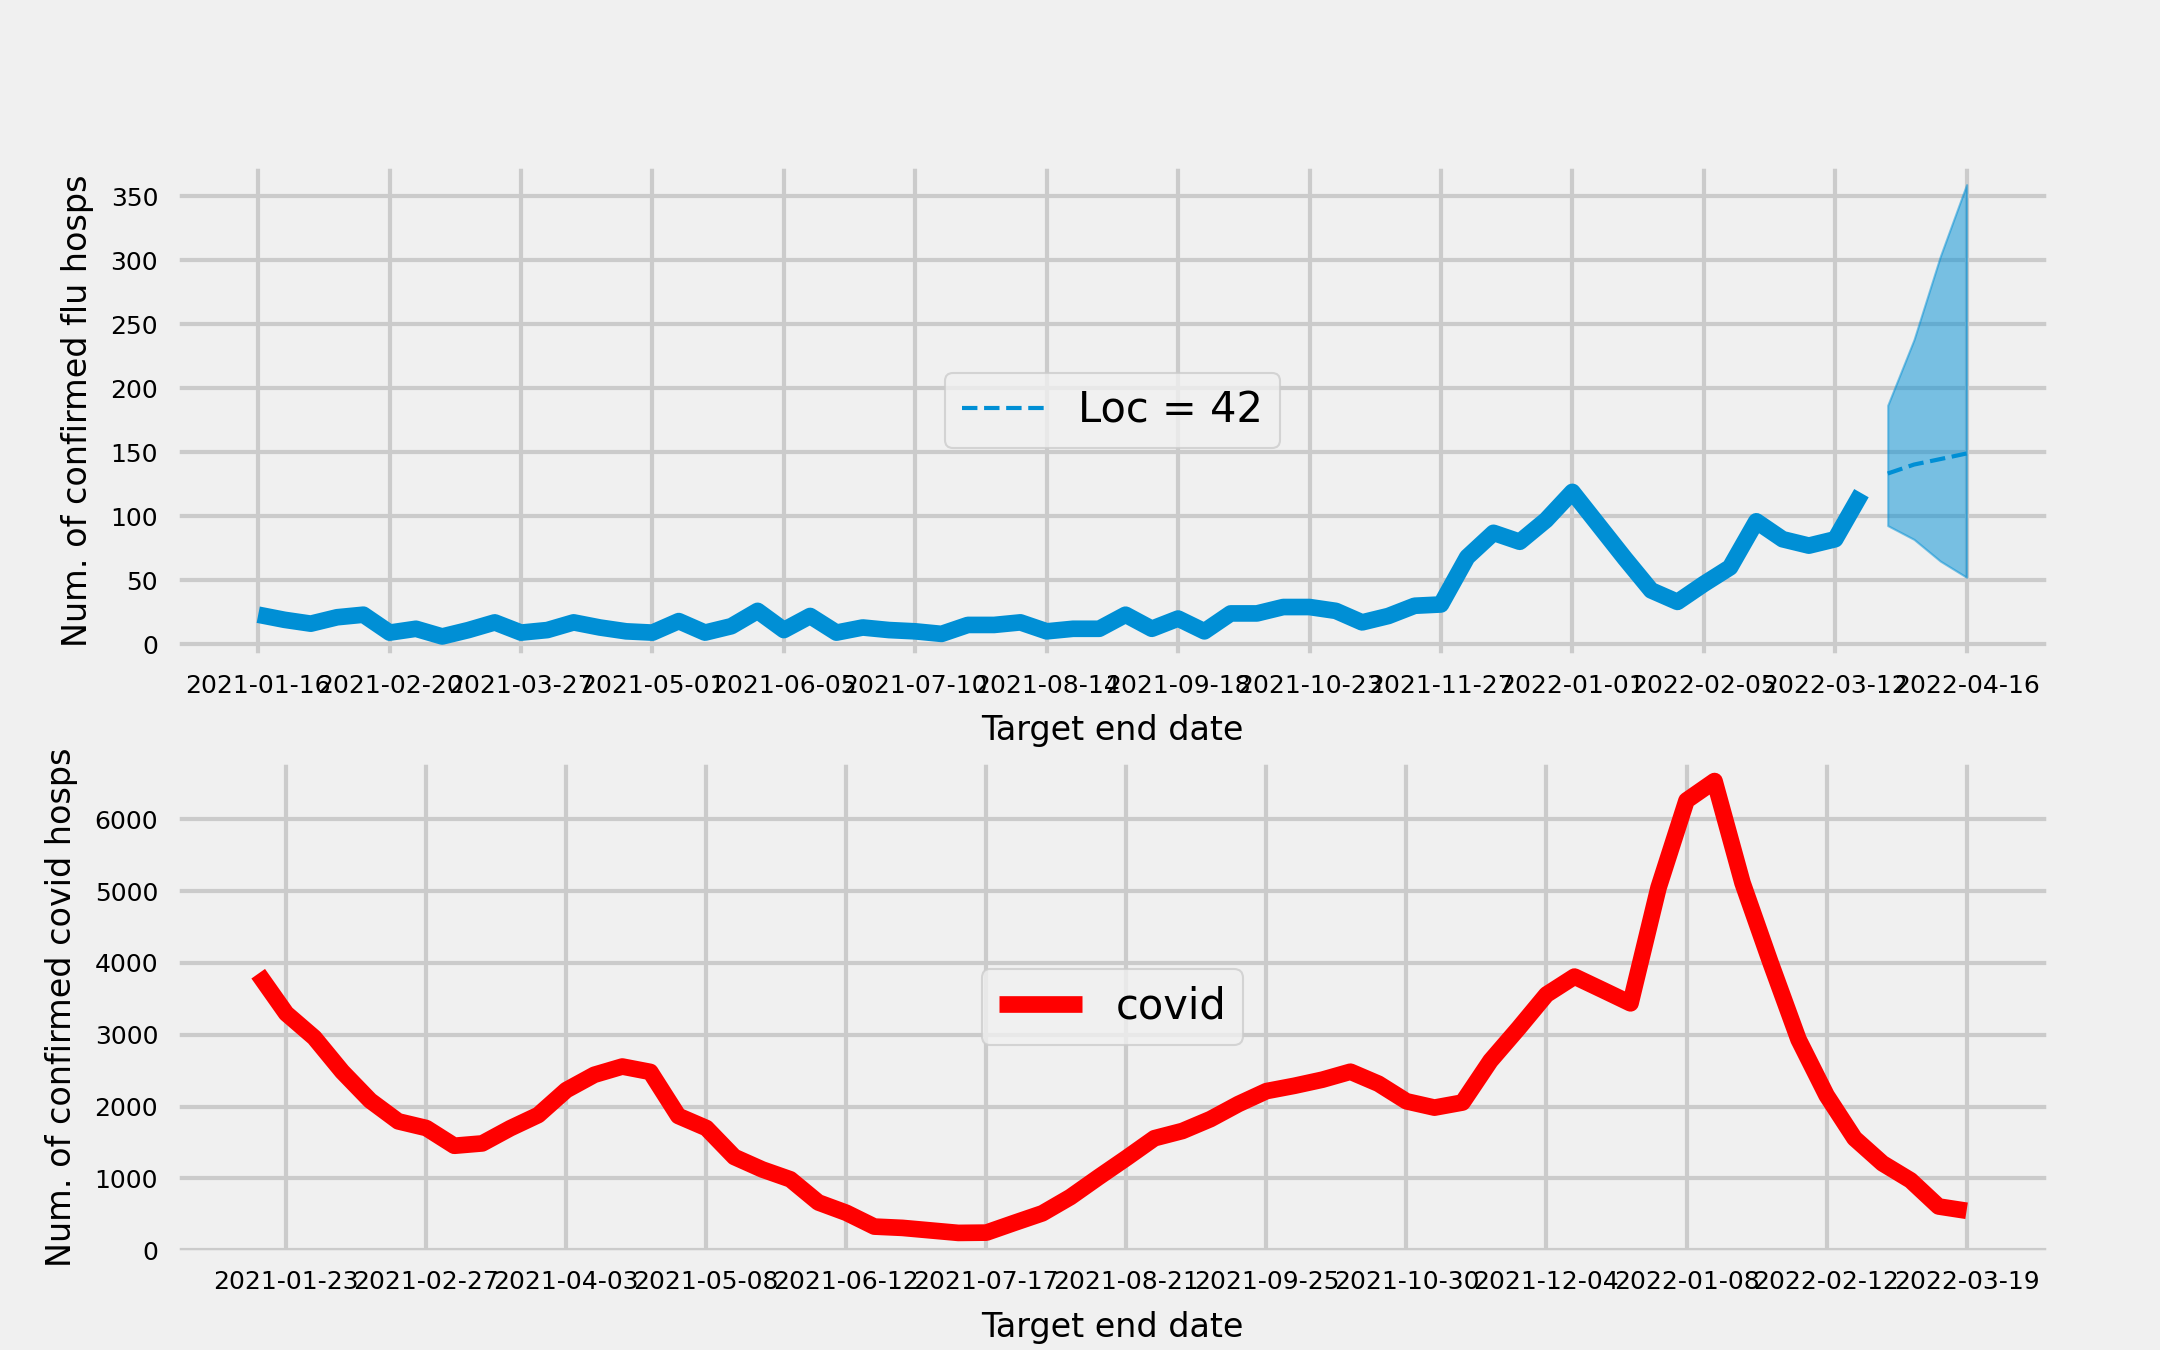 Num. of confirmed flu hosps
350
300
250
200
150
100
50
0
Loc = 42
2021-01-16 2021-02-20 2021-03-27 2021-05-01 2021-06-05 2021-07-10 2021-08-14 2021-09-18 2021-10-23 2021-11-27 2022-01-01 2022-02-05 2022-03-12 2022-04-16
Target end date
Num. of confirmed covid hosps
6000
5000
4000
3000
2000
1000
0
covid
2021-01-23 2021-02-27 2021-04-03 2021-05-08 2021-06-12 2021-07-17 2021-08-21 2021-09-25 2021-10-30 2021-12-04 2022-01-08 2022-02-12 2022-03-19
Target end date